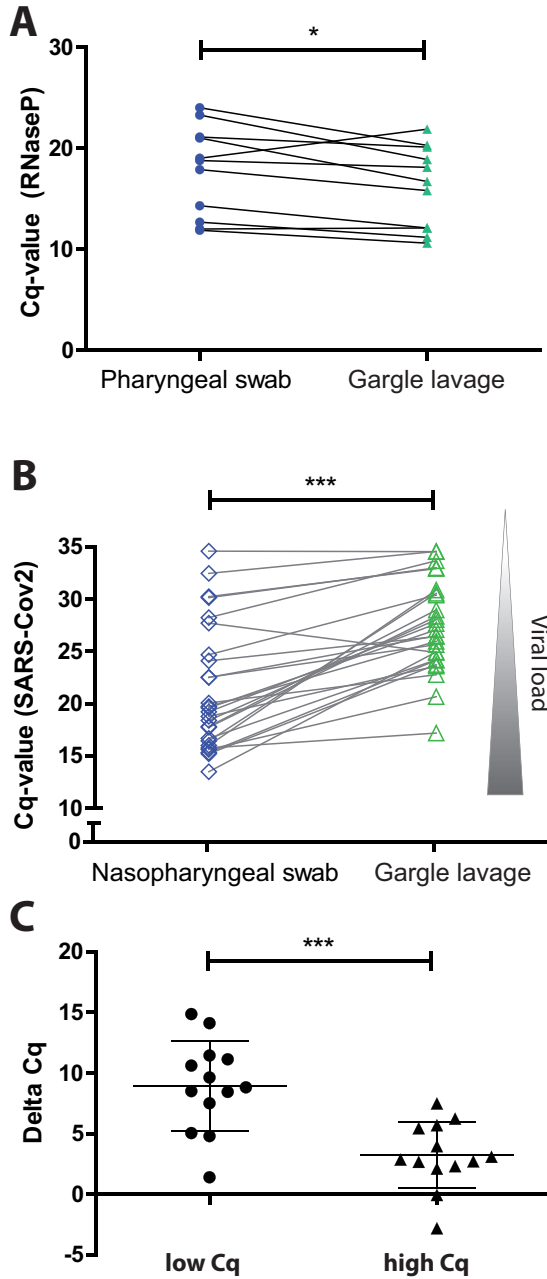 A
*
30
20
10
0
Cq-value (RNaseP)
Pharyngeal swab
Gargle lavage
B
***
35
30
25
20
15
10
0
Cq-value (SARS-Cov2)
Viral load
Nasopharyngeal swab
Gargle lavage
C
***
20
15
10
5
0
-5
Delta Cq
low Cq
high Cq